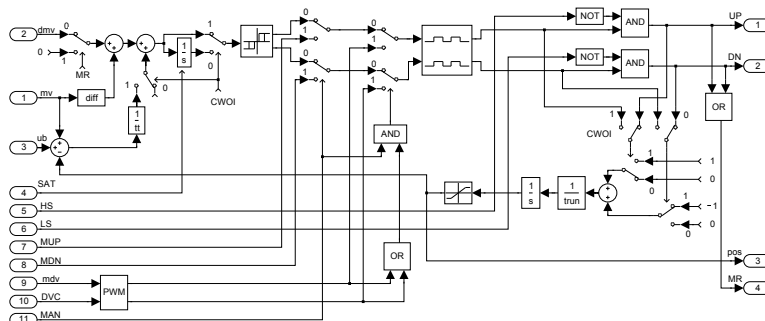 0
2
dmv
0
1
MR
1
mv
diff
3
ub
1
tt
1
0
1
s
1
0
CWOI
0
1
0
1
0
1
0
1
NOT
AND
NOT
AND
UP
1
DN
2
OR
1
0
1
0
CWOI
1
1
0
0
1
-1
0
0
4
SAT
5
HS
6
LS
7
MUP
8
MDN
9
mdv
10
DVC
11
MAN
PWM
AND
OR
1
s
1
trun
pos
3
MR
4